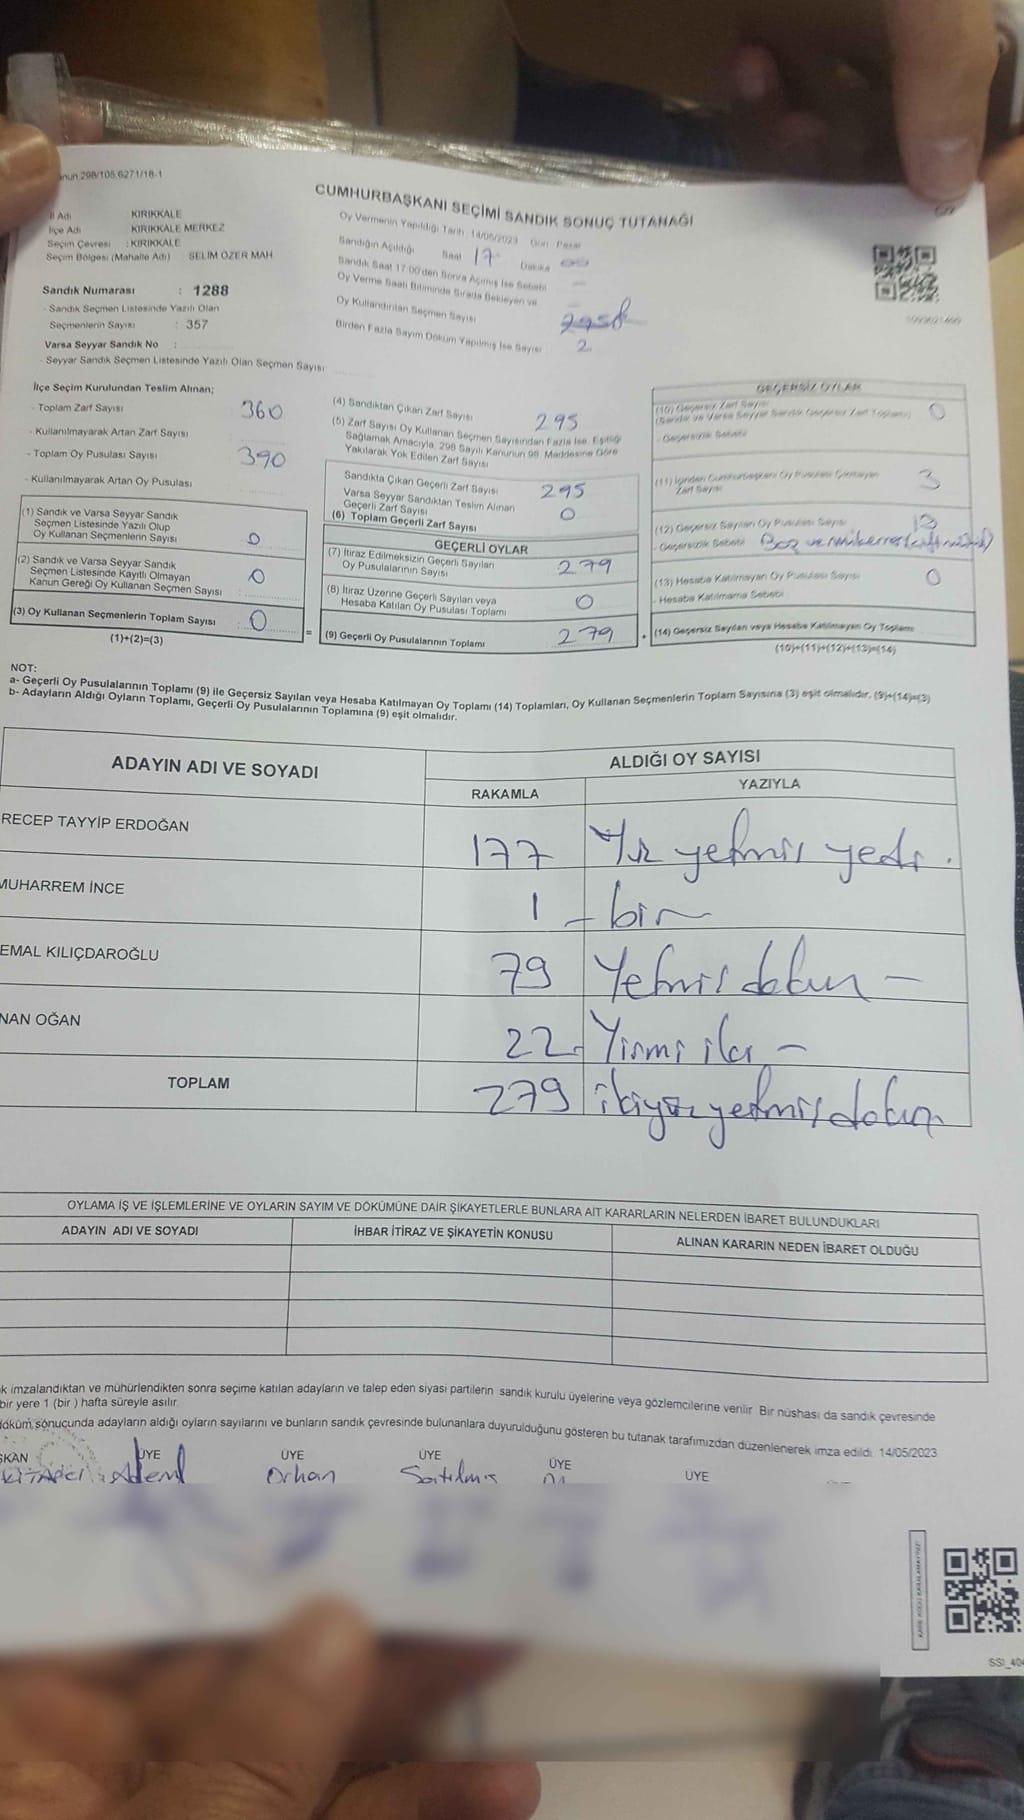 298/105,6271/18-1
CUMHURBAŞKANI SEÇİMİ SANDIK SONUÇ TUTANAĞI
İl Adı KIRIKKALE
İlçe Adı KIRIKKALE MERKEZ
Seçim Çevresi : KIRIKKALE
Seçim Bölgesi (Mahalle Adı) SELİM ÖZER MAH
Sandık Numarası : 1288
- Sandık Seçmen Listesinde Yazılı Olan
Seçmenlerin Sayısı : 357
Varsa Seyyar Sandık No :
- Seyyar Sandık Seçmen Listesinde Yazılı Olan Seçmen Sayısı
Oy Vermenin Yapıldığı Tarih : 14/05/2023 Gün Pazar
Sandığın Açıldığı Saat 17 Dakika
Sandık Saat 17:00'den Sonra Açılmış İse Sebebi
Oy Verme Saati Bitiminde Sırada Bekleyen ve
Oy Kullandırılan Seçmen Sayısı
Birden Fazla Sayım Döküm Yapılmış İse Sayısı 2
İlçe Seçim Kurulundan Teslim Alınan;
- Toplam Zarf Sayısı 360
- Kullanılmayarak Artan Zarf Sayısı
- Toplam Oy Pusulası Sayısı 390
- Kullanılmayarak Artan Oy Pusulası
(1) Sandık ve Varsa Seyyar Sandık
Seçmen Listesinde Yazılı Olup
Oy Kullanan Seçmenlerin Sayısı 0
(2) Sandık ve Varsa Seyyar Sandık
Seçmen Listesinde Kayıtlı Olmayan
Kanun Gereği Oy Kullanan Seçmen Sayısı 0
(3) Oy Kullanan Seçmenlerin Toplam Sayısı : 0
(1)+(2)=(3)
(4) Sandıktan Çıkan Zarf Sayısı 295
(5) Zarf Sayısı Oy Kullanan Seçmen Sayısından Fazla İse, Eşitliği
Sağlamak Amacıyla, 298 Sayılı Kanunun 98. Maddesine Göre
Yakılarak Yok Edilen Zarf Sayısı
Sandıkta Çıkan Geçerli Zarf Sayısı 295
Varsa Seyyar Sandıktan Teslim Alınan
Geçerli Zarf Sayısı 0
(6) Toplam Geçerli Zarf Sayısı
GEÇERLİ OYLAR
(7) İtiraz Edilmeksizin Geçerli Sayılan
Oy Pusulalarının Sayısı 279
(8) İtiraz Üzerine Geçerli Sayılan veya
Hesaba Katılan Oy Pusulası Toplamı 0
= (9) Geçerli Oy Pusulalarının Toplamı 279
GEÇERSİZ OYLAR
(10) Geçersiz Zarf Sayısı 0
(Sandık ve Varsa Seyyar Sandık Geçersiz Zarf Toplamı)
- Geçersizlik Sebebi
(11) İçinden Cumhurbaşkanı Oy Pusulası Çıkmayan
Zarf Sayısı 3
(12) Geçersiz Sayılan Oy Pusulası Sayısı 13
- Geçersizlik Sebebi Boş ve mükerrer
(13) Hesaba Katılmayan Oy Pusulası Sayısı 0
- Hesaba Katılmama Sebebi
+ (14) Geçersiz Sayılan veya Hesaba Katılmayan Oy Toplamı
(10)+(11)+(12)+(13)=(14)
NOT:
a- Geçerli Oy Pusulalarının Toplamı (9) ile Geçersiz Sayılan veya Hesaba Katılmayan Oy Toplamı (14) Toplamları, Oy Kullanan Seçmenlerin Toplam Sayısına (3) eşit olmalıdır. (9)+(14)=(3)
b- Adayların Aldığı Oyların Toplamı, Geçerli Oy Pusulalarının Toplamına (9) eşit olmalıdır.
ADAYIN ADI VE SOYADI ALDIĞI OY SAYISI
RAKAMLA YAZIYLA
RECEP TAYYİP ERDOĞAN 177 Yüz yetmiş yedi.
MUHARREM İNCE 1 - bir
EMAL KILIÇDAROĞLU 79 Yetmiş dokuz -
NAN OĞAN 22 - Yirmi iki -
TOPLAM 279 ikiyüz yetmiş dokuz
OYLAMA İŞ VE İŞLEMLERİNE VE OYLARIN SAYIM VE DÖKÜMÜNE DAİR ŞİKAYETLERLE BUNLARA AİT KARARLARIN NELERDEN İBARET BULUNDUKLARI
ADAYIN ADI VE SOYADI İHBAR İTİRAZ VE ŞİKAYETİN KONUSU ALINAN KARARIN NEDEN İBARET OLDUĞU
k imzalandıktan ve mühürlendikten sonra seçime katılan adayların ve talep eden siyasi partilerin sandık kurulu üyelerine veya gözlemcilerine verilir. Bir nüshası da sandık çevresinde
bir yere 1 (bir) hafta süreyle asılır.
döküm sonucunda adayların aldığı oyların sayılarını ve bunların sandık çevresinde bulunanlara duyurulduğunu gösteren bu tutanak tarafımızdan düzenlenerek imza edildi. 14/05/2023
ŞKAN ÜYE ÜYE ÜYE ÜYE ÜYE
Adem Orhan Satılmış
SSI_404